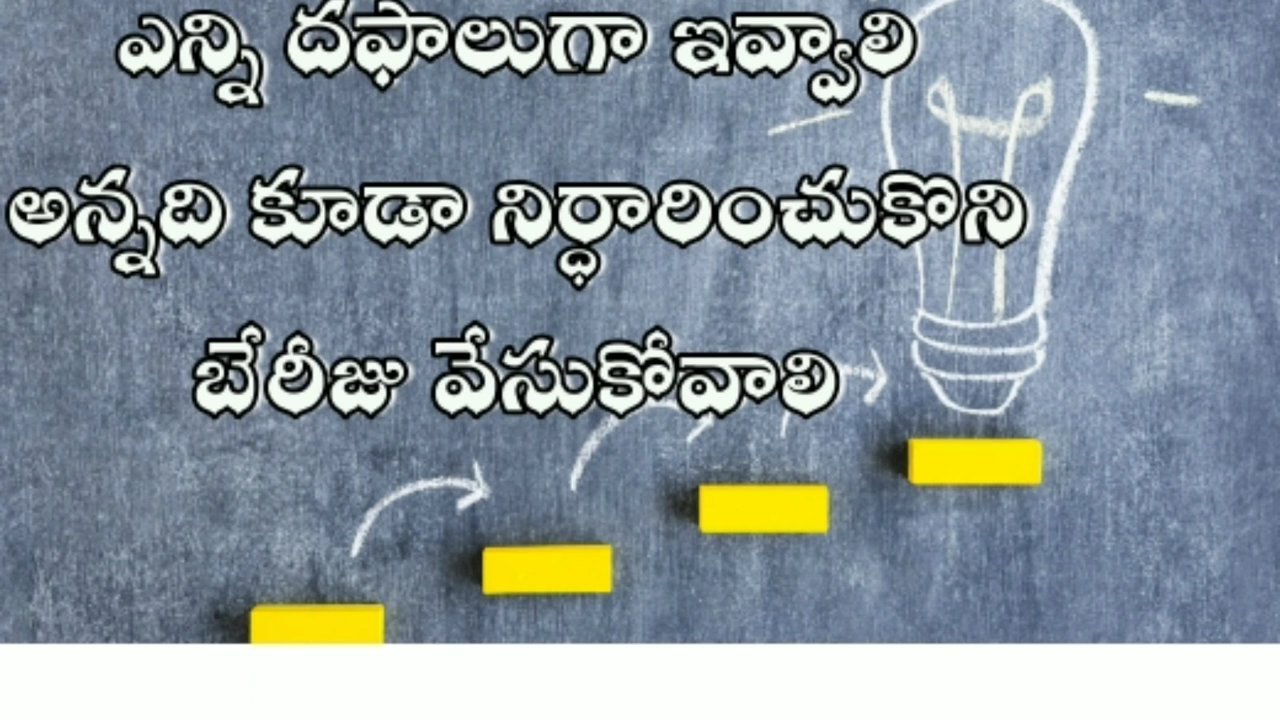 ఎన్ని దఫాలుగా ఇవ్వాలి
అన్నది కూడా నిర్ధారించుకొని
బేరీజు వేసుకోవాలి